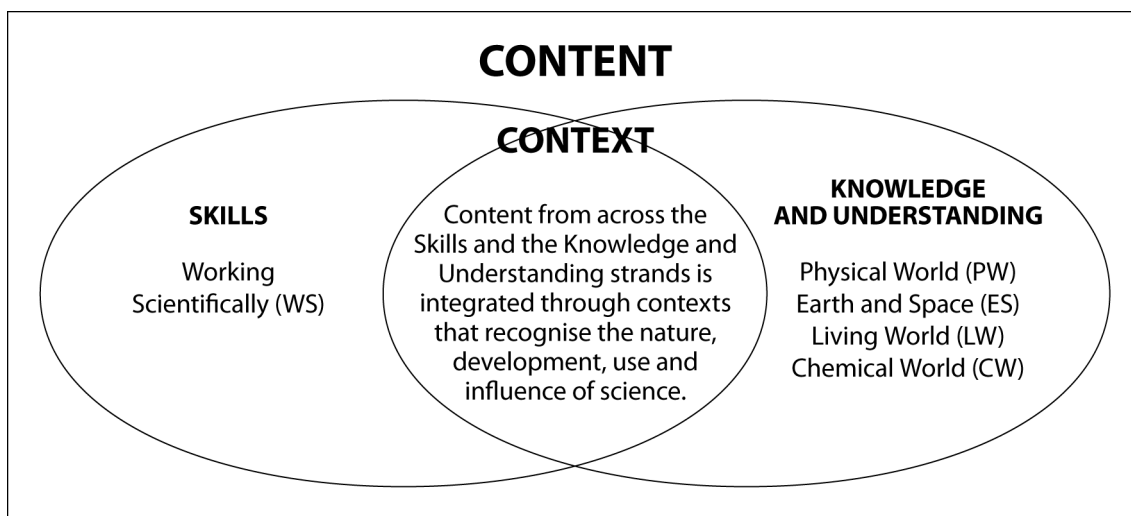 CONTENT
CONTEXT
SKILLS
Working
Scientifically (WS)
Content from across the
Skills and the Knowledge and
Understanding strands is
integrated through contexts
that recognise the nature,
development, use and
influence of science.
KNOWLEDGE
AND UNDERSTANDING
Physical World (PW)
Earth and Space (ES)
Living World (LW)
Chemical World (CW)